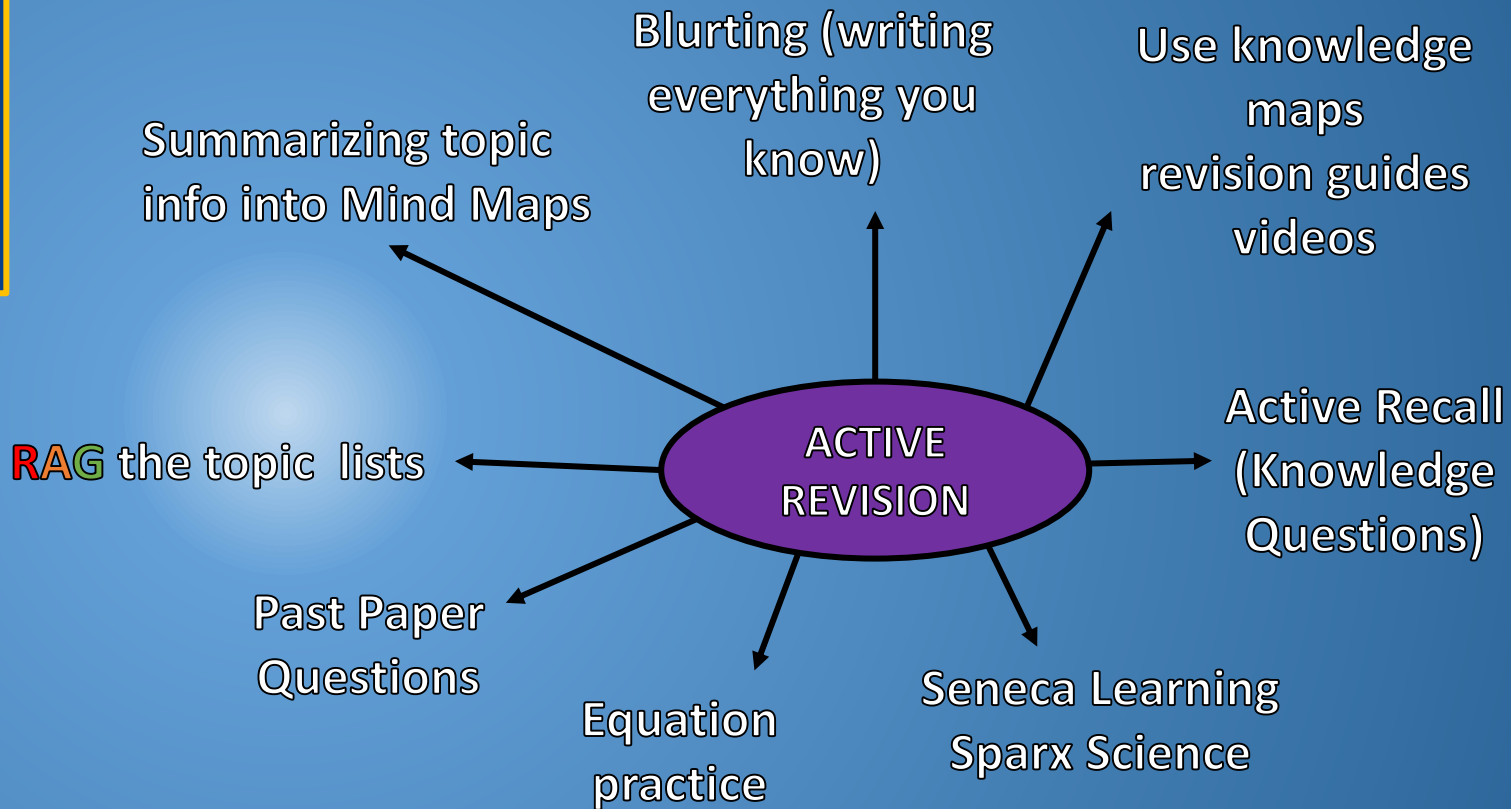 Blurting (writing
everything you
know)
Use knowledge
maps
revision guides
videos
Summarizing topic
info into Mind Maps
ACTIVE
REVISION
Active Recall
(Knowledge
Questions)
RAG the topic lists
Past Paper
Questions
Equation
practice
Seneca Learning
Sparx Science